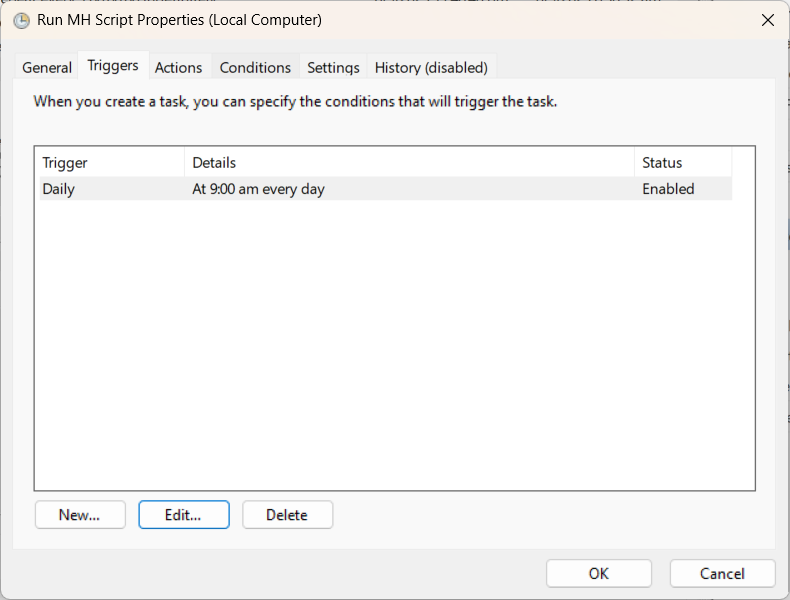 Run MH Script Properties (Local Computer)
General Triggers Actions Conditions Settings History (disabled)
When you create a task, you can specify the conditions that will trigger the task.
Trigger Details Status
Daily At 9:00 am every day Enabled
New... Edit... Delete
OK Cancel